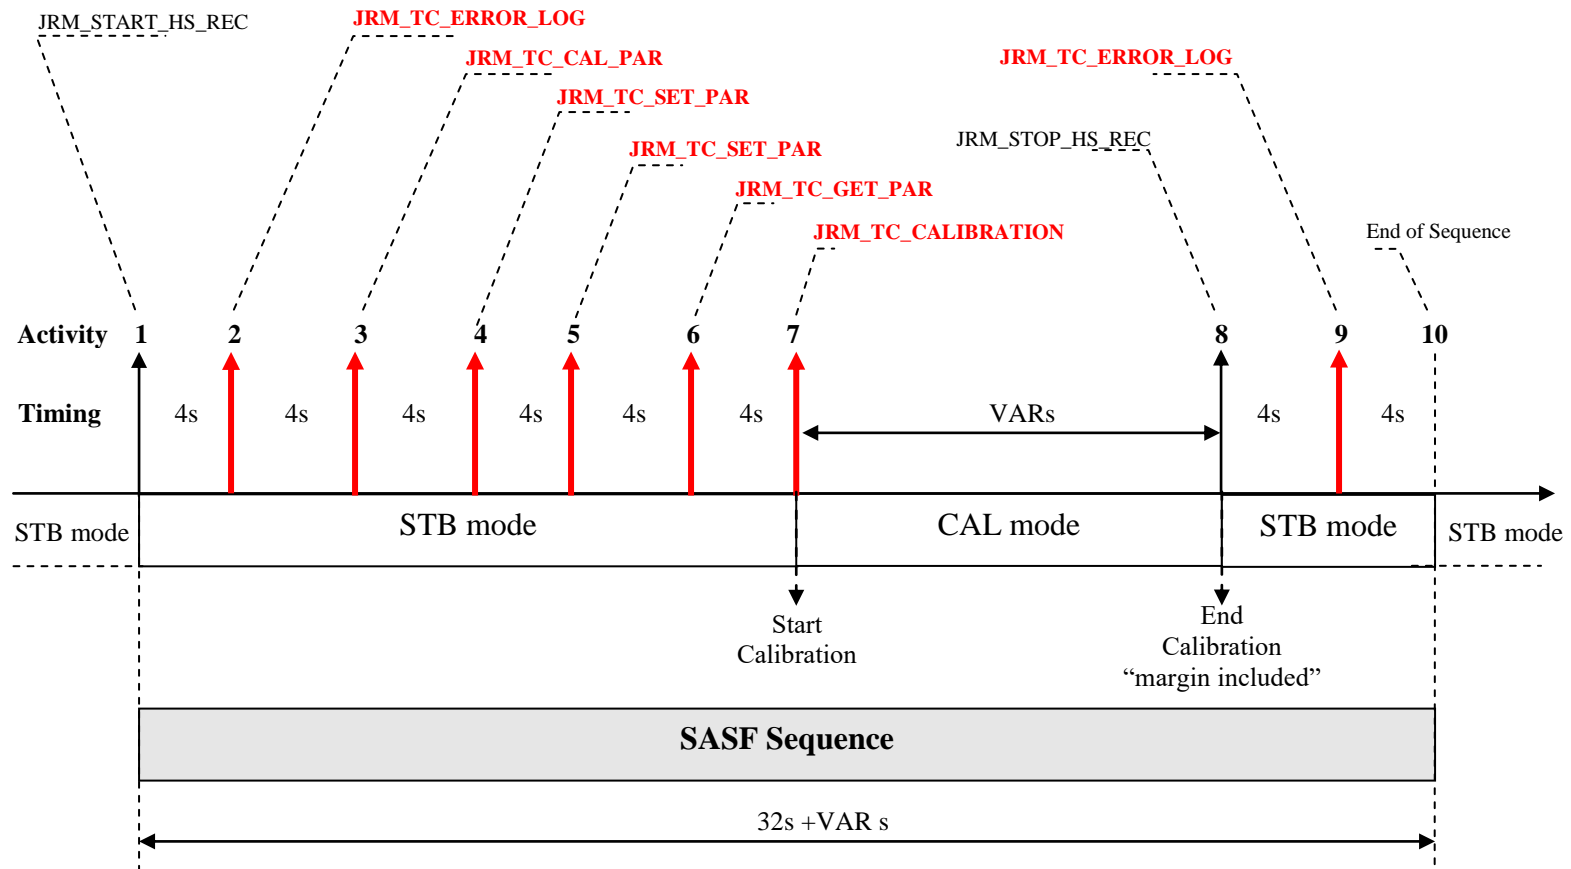 JRM_START_HS_REC
JRM_TC_ERROR_LOG
JRM_TC_CAL_PAR
JRM_TC_SET_PAR
JRM_TC_SET_PAR
JRM_TC_GET_PAR
JRM_TC_CALIBRATION
JRM_TC_ERROR_LOG
JRM_STOP_HS_REC
End of Sequence
Activity 1 2 3 4 5 6 7 8 9 10
Timing 4s 4s 4s 4s 4s 4s VARs 4s 4s
STB mode STB mode CAL mode STB mode STB mode
Start
Calibration
End
Calibration
“margin included”
SASF Sequence
32s +VAR s